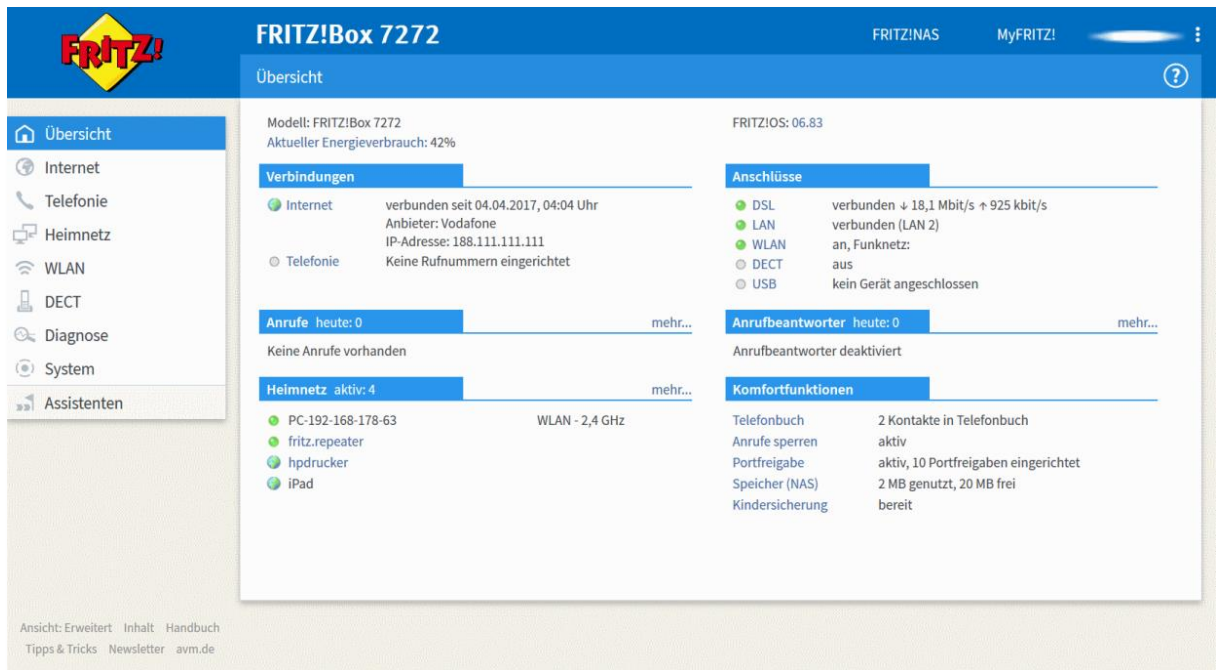 FRITZ!
FRITZ!Box 7272
FRITZ!NAS
MyFRITZ!
Übersicht
Übersicht
Internet
Telefonie
Heimnetz
WLAN
DECT
Diagnose
System
Assistenten
Modell: FRITZ!Box 7272
Aktueller Energieverbrauch: 42%
FRITZ!OS: 06.83
Verbindungen
Internet verbunden seit 04.04.2017, 04:04 Uhr
Anbieter: Vodafone
IP-Adresse: 188.111.111.111
Telefonie Keine Rufnummern eingerichtet
Anschlüsse
DSL verbunden ↓ 18,1 Mbit/s ↑ 925 kbit/s
LAN verbunden (LAN 2)
WLAN an, Funknetz:
DECT aus
USB kein Gerät angeschlossen
Anrufe heute: 0 mehr...
Keine Anrufe vorhanden
Anrufbeantworter heute: 0 mehr...
Anrufbeantworter deaktiviert
Heimnetz aktiv: 4 mehr...
PC-192-168-178-63 WLAN - 2,4 GHz
fritz.repeater
hpdrucker
iPad
Komfortfunktionen
Telefonbuch 2 Kontakte in Telefonbuch
Anrufe sperren aktiv
Portfreigabe aktiv, 10 Portfreigaben eingerichtet
Speicher (NAS) 2 MB genutzt, 20 MB frei
Kindersicherung bereit
Ansicht: Erweitert Inhalt Handbuch
Tipps & Tricks Newsletter avm.de